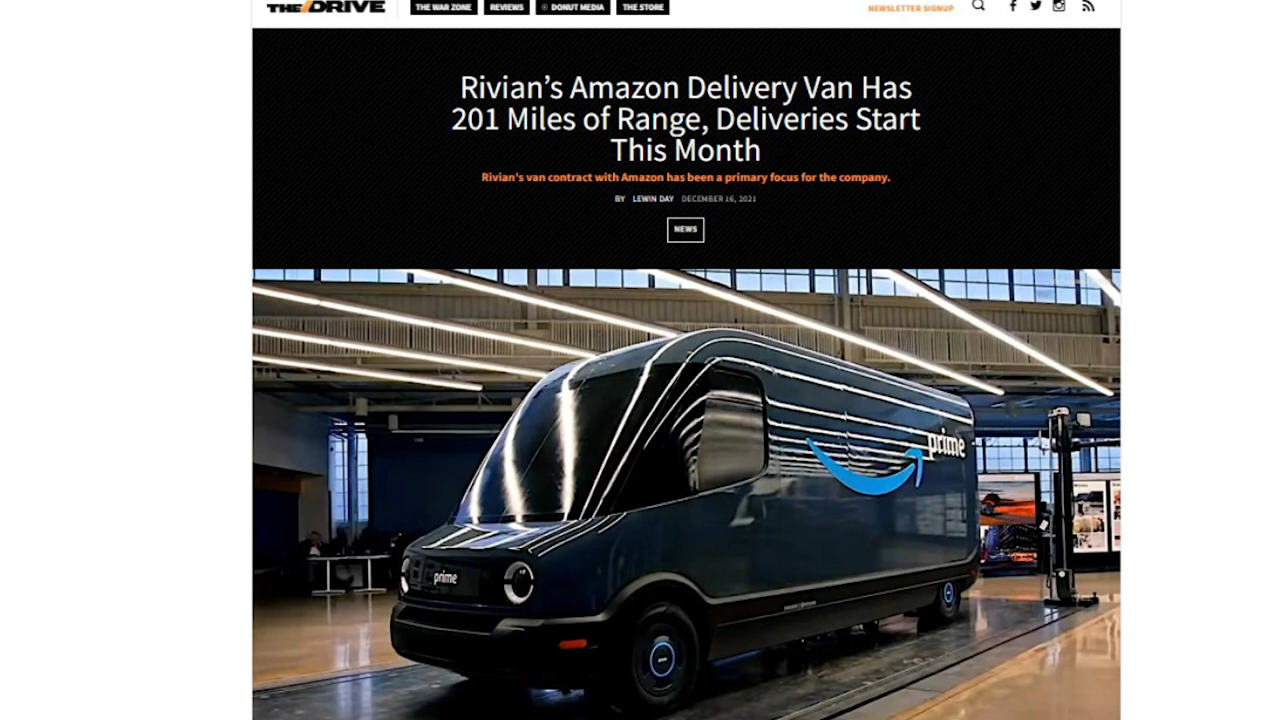 THE/DRIVE
THE WAR ZONE REVIEWS DONUT MEDIA THE STORE NEWSLETTER SIGNUP
Rivian’s Amazon Delivery Van Has
201 Miles of Range, Deliveries Start
This Month
Rivian's van contract with Amazon has been a primary focus for the company.
BY LEWIN DAY DECEMBER 16, 2021
NEWS
prime
prime